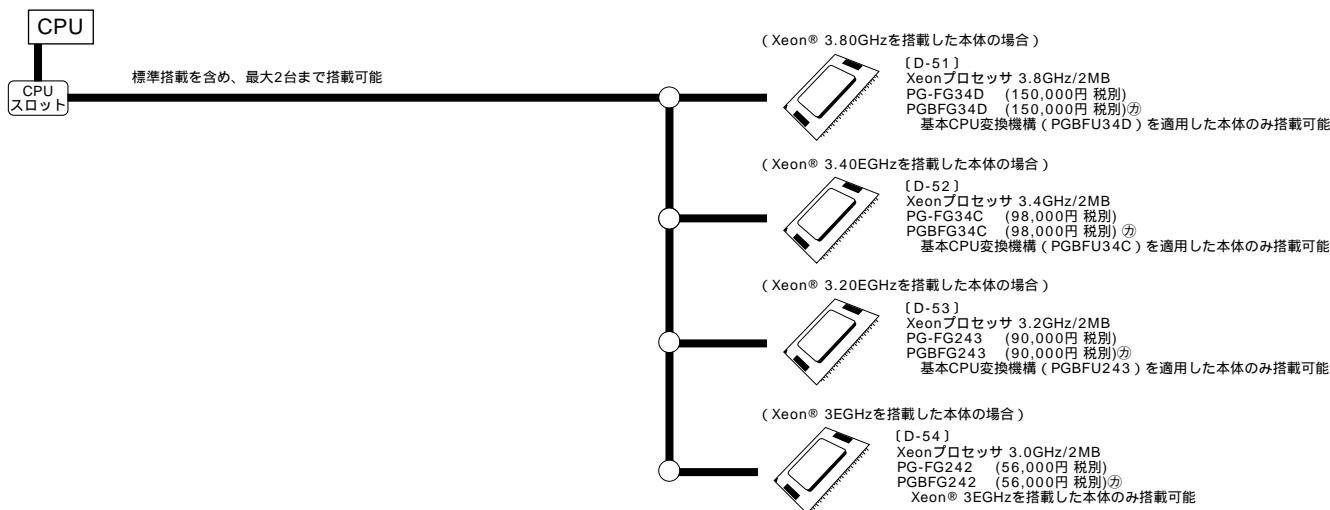 CPU
CPU
スロット
標準搭載を含め、最大2台まで搭載可能
(Xeon® 3.80GHzを搭載した本体の場合)
〔D-51〕
Xeonプロセッサ 3.8GHz/2MB
PG-FG34D (150,000円 税別)
PGBFG34D (150,000円 税別)㋕
基本CPU変換機構(PGBFU34D)を適用した本体のみ搭載可能
(Xeon® 3.40EGHzを搭載した本体の場合)
〔D-52〕
Xeonプロセッサ 3.4GHz/2MB
PG-FG34C (98,000円 税別)
PGBFG34C (98,000円 税別) ㋕
基本CPU変換機構(PGBFU34C)を適用した本体のみ搭載可能
(Xeon® 3.20EGHzを搭載した本体の場合)
〔D-53〕
Xeonプロセッサ 3.2GHz/2MB
PG-FG243 (90,000円 税別)
PGBFG243 (90,000円 税別)㋕
基本CPU変換機構(PGBFU243)を適用した本体のみ搭載可能
(Xeon® 3EGHzを搭載した本体の場合)
〔D-54〕
Xeonプロセッサ 3.0GHz/2MB
PG-FG242 (56,000円 税別)
PGBFG242 (56,000円 税別)㋕
Xeon® 3EGHzを搭載した本体のみ搭載可能